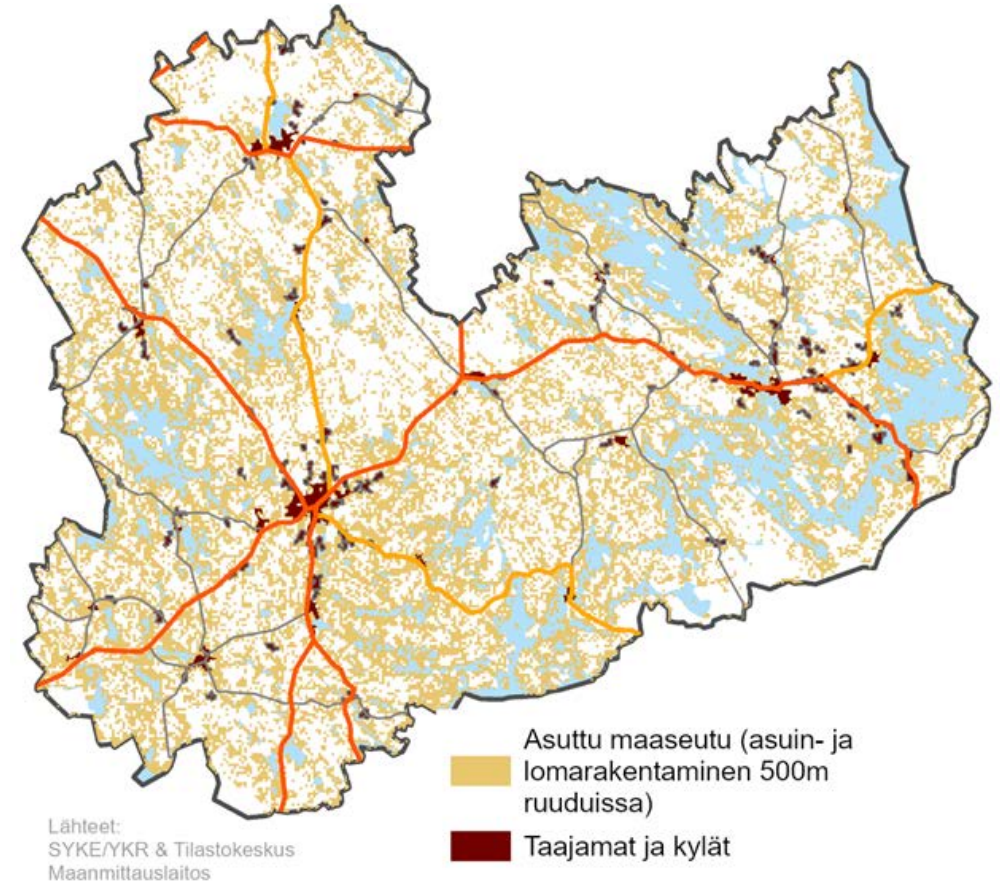 Asuttu maaseutu (asuin- ja
lomarakentaminen 500m
ruuduissa)
Taajamat ja kylät
Lähteet:
SYKE/YKR & Tilastokeskus
Maanmittauslaitos